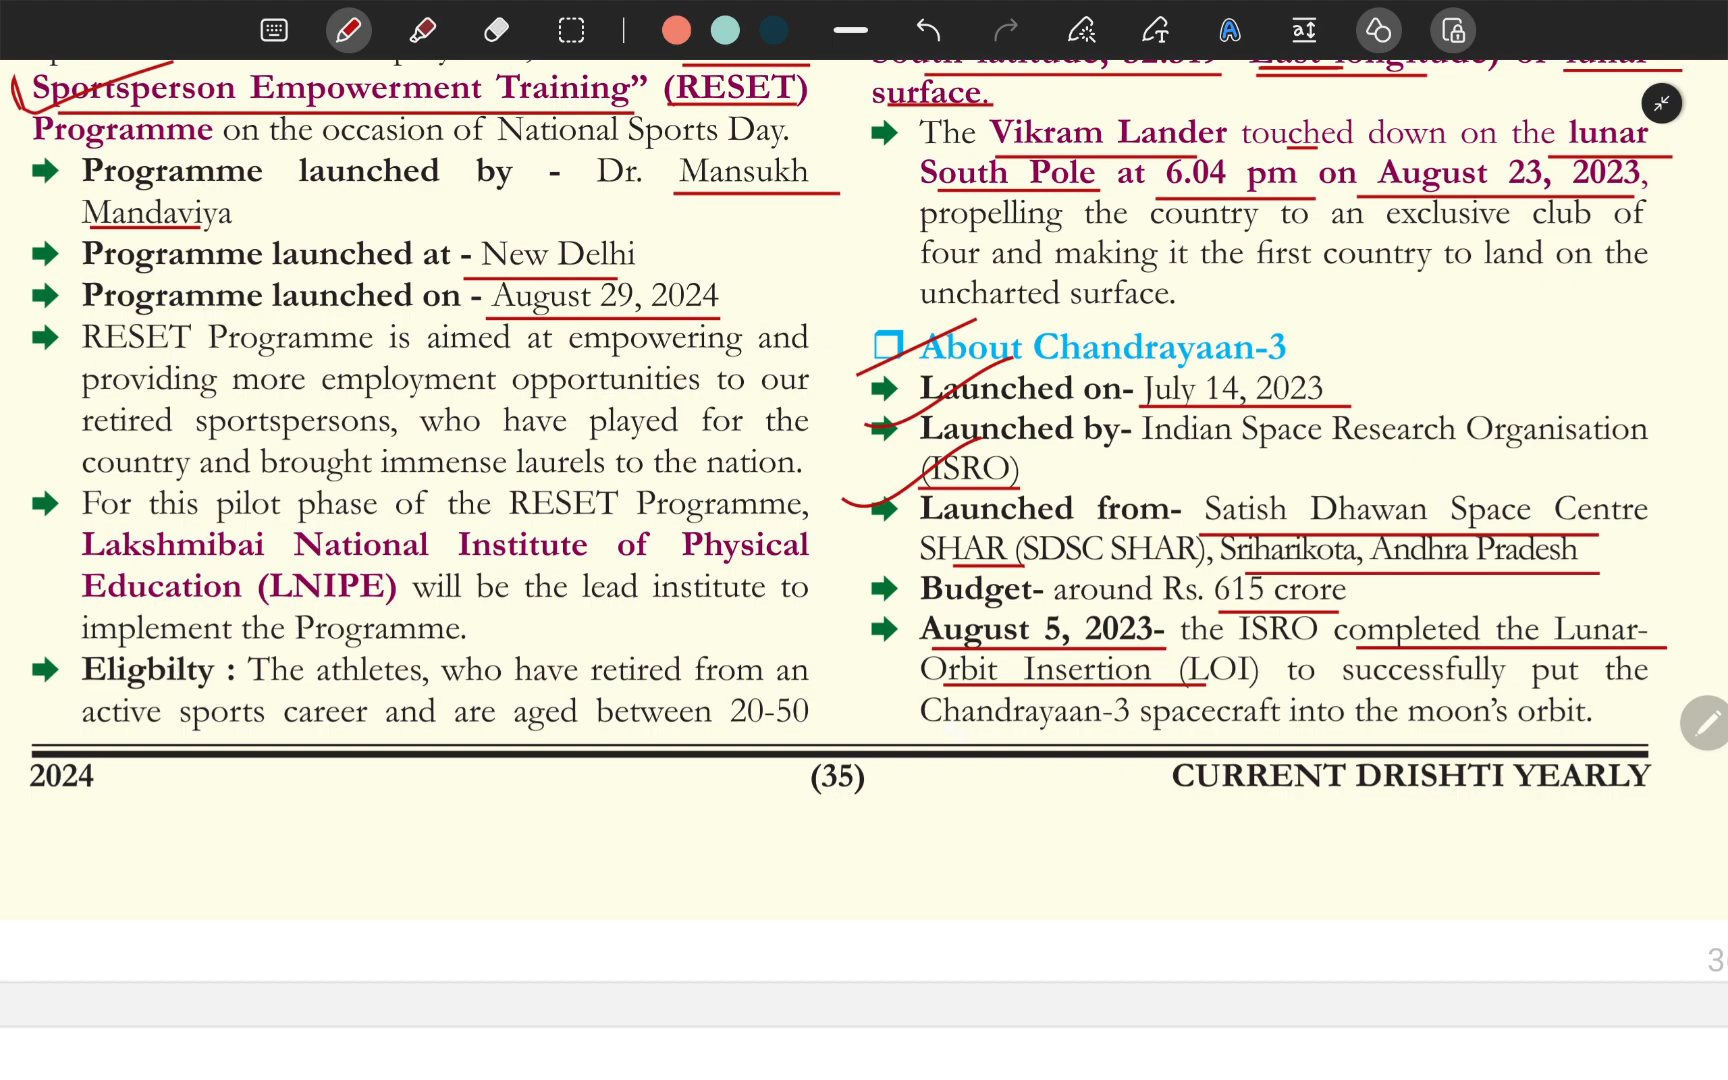 Sportsperson Empowerment Training” (RESET)
Programme on the occasion of National Sports Day.
Programme launched by - Dr. Mansukh
Mandaviya
Programme launched at - New Delhi
Programme launched on - August 29, 2024
RESET Programme is aimed at empowering and
providing more employment opportunities to our
retired sportspersons, who have played for the
country and brought immense laurels to the nation.
For this pilot phase of the RESET Programme,
Lakshmibai National Institute of Physical
Education (LNIPE) will be the lead institute to
implement the Programme.
Eligbilty : The athletes, who have retired from an
active sports career and are aged between 20-50
South latitude, 32.319° East longitude) of lunar
surface.
The Vikram Lander touched down on the lunar
South Pole at 6.04 pm on August 23, 2023,
propelling the country to an exclusive club of
four and making it the first country to land on the
uncharted surface.
About Chandrayaan-3
Launched on- July 14, 2023
Launched by- Indian Space Research Organisation
(ISRO)
Launched from- Satish Dhawan Space Centre
SHAR (SDSC SHAR), Sriharikota, Andhra Pradesh
Budget- around Rs. 615 crore
August 5, 2023- the ISRO completed the Lunar-
Orbit Insertion (LOI) to successfully put the
Chandrayaan-3 spacecraft into the moon’s orbit.
2024 (35) CURRENT DRISHTI YEARLY